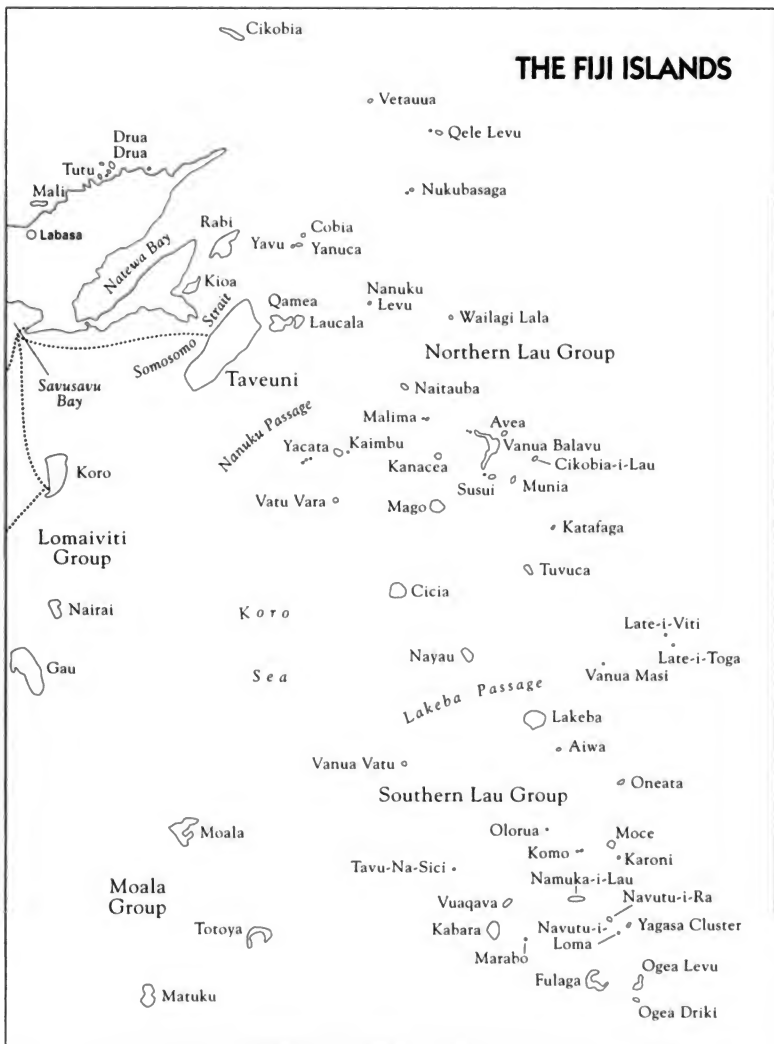 Cikobia
THE FIJI ISLANDS
Vetauua
Qele Levu
Drua
Drua
Tutu
Mali
Nukubasaga
Labasa
Rabi
Cobia
Yavu
Yanuca
Natewa Bay
Kioa
Nanuku
Levu
Qamea
Laucala
Wailagi Lala
Somosomo Strait
Northern Lau Group
Savusavu
Bay
Taveuni
Naitauba
Nanuku Passage
Malima
Avea
Vanua Balavu
Yacata
Kaimbu
Kanacea
Cikobia-i-Lau
Koro
Susui
Munia
Vatu Vara
Mago
Katafaga
Lomaiviti
Group
Tuvuca
Cicia
Nairai
Koro
Sea
Late-i-Viti
Late-i-Toga
Gau
Nayau
Vanua Masi
Lakeba Passage
Lakeba
Aiwa
Vanua Vatu
Oneata
Southern Lau Group
Moala
Olorua
Moce
Komo
Karoni
Tavu-Na-Sici
Namuka-i-Lau
Moala
Group
Vuaqava
Navutu-i-Ra
Totoya
Kabara
Navutu-i-
Loma
Yagasa Cluster
Marabo
Fulaga
Ogea Levu
Matuku
Ogea Driki